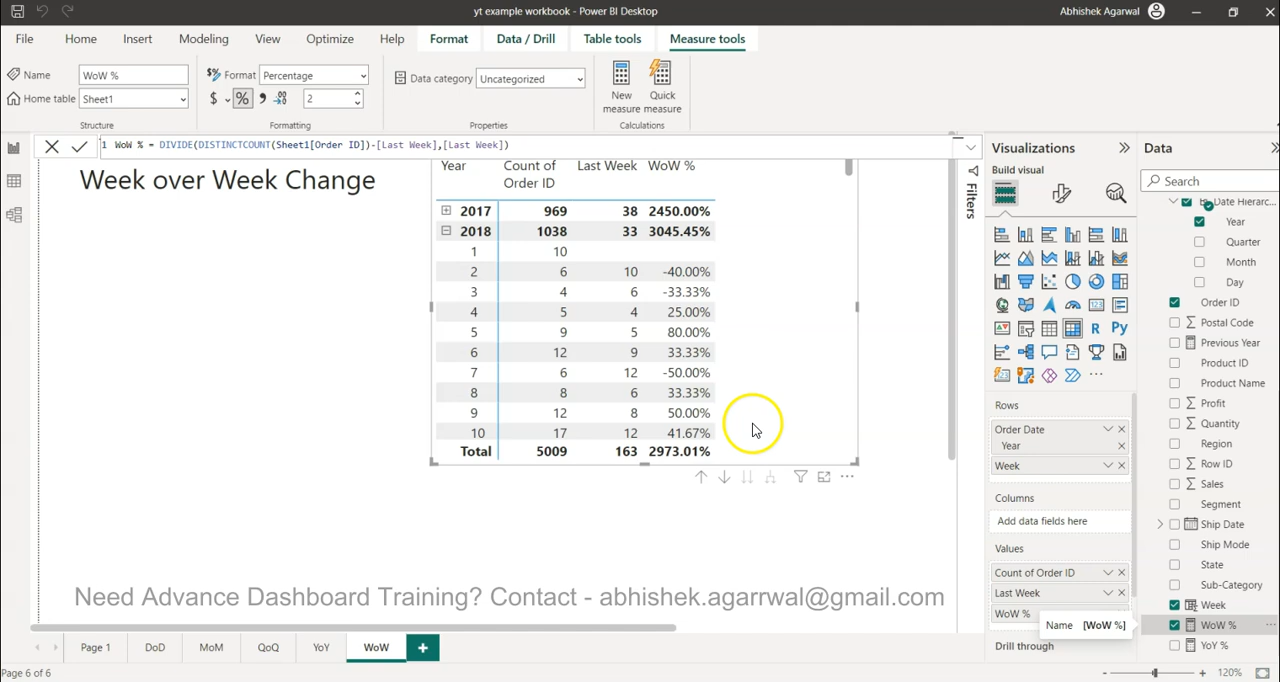 yt example workbook - Power BI Desktop
Abhishek Agarwal
File Home Insert Modeling View Optimize Help Format Data / Drill Table tools Measure tools
Name WoW % $% Format Percentage Data category Uncategorized
Home table Sheet1 $ % 2 New measure Quick measure
Structure Formatting Properties Calculations
1 WoW % = DIVIDE(DISTINCTCOUNT(Sheet1[Order ID])-[Last Week],[Last Week])
Week over Week Change
Year Count of Order ID Last Week WoW %
2017 969 38 2450.00%
2018 1038 33 3045.45%
1 10
2 6 10 -40.00%
3 4 6 -33.33%
4 5 4 25.00%
5 9 5 80.00%
6 12 9 33.33%
7 6 12 -50.00%
8 8 6 33.33%
9 12 8 50.00%
10 17 12 41.67%
Total 5009 163 2973.01%
Need Advance Dashboard Training? Contact - abhishek.agarrwal@gmail.com
Filters
Visualizations
Build visual
R Py
123
Rows
Order Date
Year
Week
Columns
Add data fields here
Values
Count of Order ID
Last Week
WoW %
Name [WoW %]
Drill through
Data
Search
Date Hierarc...
Year
Quarter
Month
Day
Order ID
Postal Code
Previous Year
Product ID
Product Name
Profit
Quantity
Region
Row ID
Sales
Segment
Ship Date
Ship Mode
State
Sub-Category
Week
WoW %
YoY %
Page 1 DoD MoM QoQ YoY WoW
Page 6 of 6
- + 120%